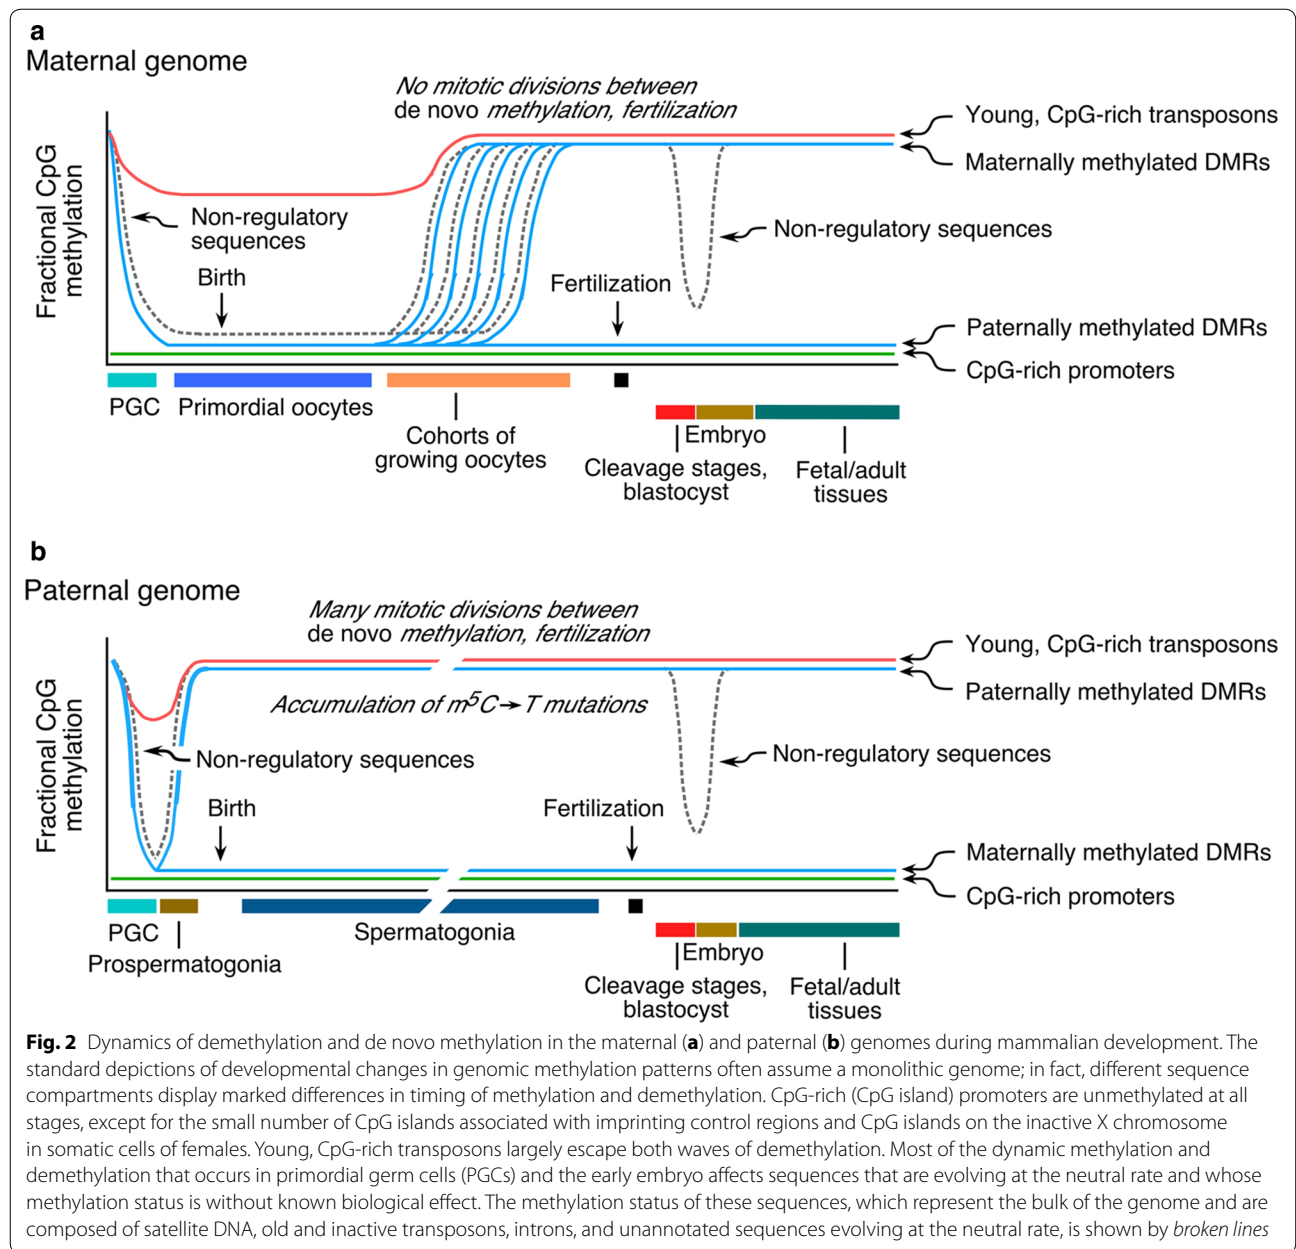 a
Maternal genome
No mitotic divisions between
de novo methylation, fertilization
Fractional CpG
methylation
Young, CpG-rich transposons
Maternally methylated DMRs
Non-regulatory
sequences
Non-regulatory sequences
Birth
Fertilization
Paternally methylated DMRs
CpG-rich promoters
PGC
Primordial oocytes
Cohorts of
growing oocytes
Embryo
Cleavage stages,
blastocyst
Fetal/adult
tissues
b
Paternal genome
Many mitotic divisions between
de novo methylation, fertilization
Fractional CpG
methylation
Young, CpG-rich transposons
Paternally methylated DMRs
Accumulation of m⁵C→T mutations
Non-regulatory sequences
Non-regulatory sequences
Birth
Fertilization
Maternally methylated DMRs
CpG-rich promoters
PGC
Prospermatogonia
Spermatogonia
Embryo
Cleavage stages,
blastocyst
Fetal/adult
tissues
Fig. 2 Dynamics of demethylation and de novo methylation in the maternal (a) and paternal (b) genomes during mammalian development. The
standard depictions of developmental changes in genomic methylation patterns often assume a monolithic genome; in fact, different sequence
compartments display marked differences in timing of methylation and demethylation. CpG-rich (CpG island) promoters are unmethylated at all
stages, except for the small number of CpG islands associated with imprinting control regions and CpG islands on the inactive X chromosome
in somatic cells of females. Young, CpG-rich transposons largely escape both waves of demethylation. Most of the dynamic methylation and
demethylation that occurs in primordial germ cells (PGCs) and the early embryo affects sequences that are evolving at the neutral rate and whose
methylation status is without known biological effect. The methylation status of these sequences, which represent the bulk of the genome and are
composed of satellite DNA, old and inactive transposons, introns, and unannotated sequences evolving at the neutral rate, is shown by broken lines